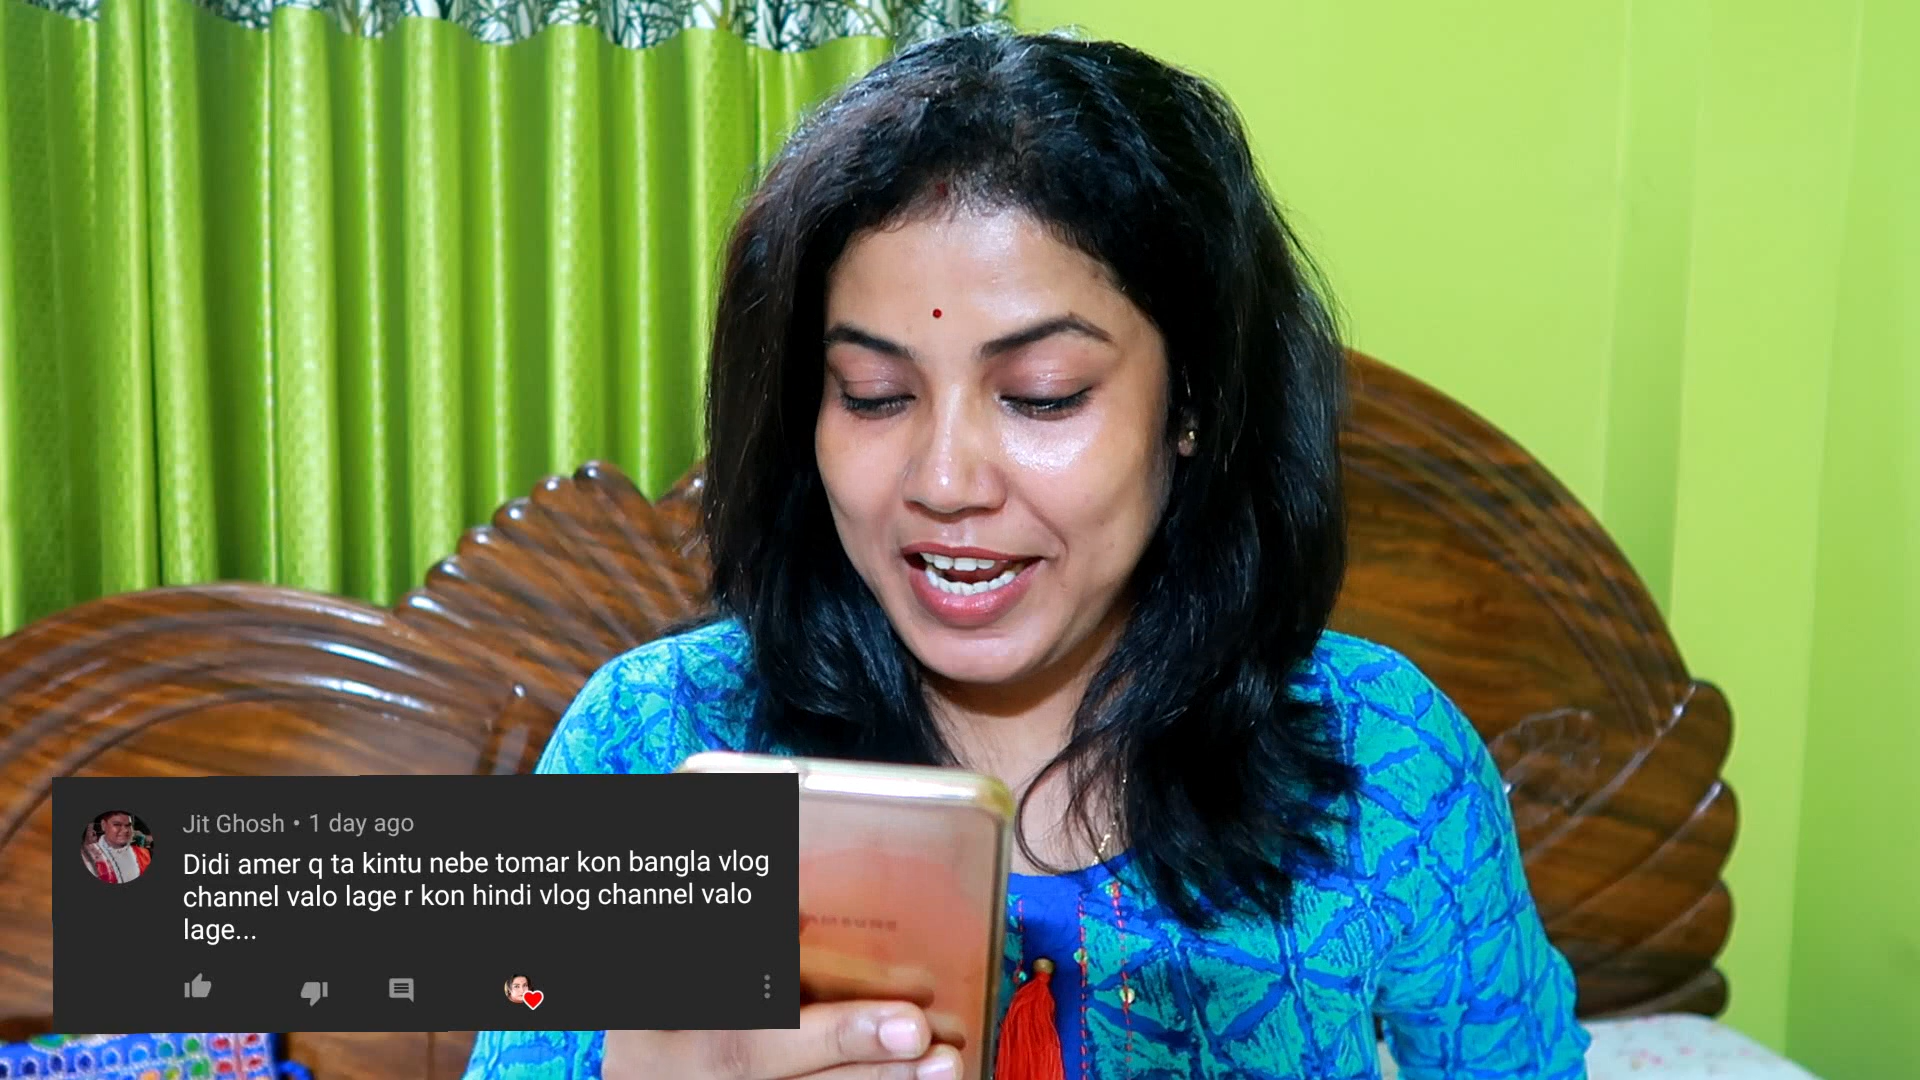 Jit Ghosh • 1 day ago
Didi amer q ta kintu nebe tomar kon bangla vlog
channel valo lage r kon hindi vlog channel valo
lage...
SAMSUNG